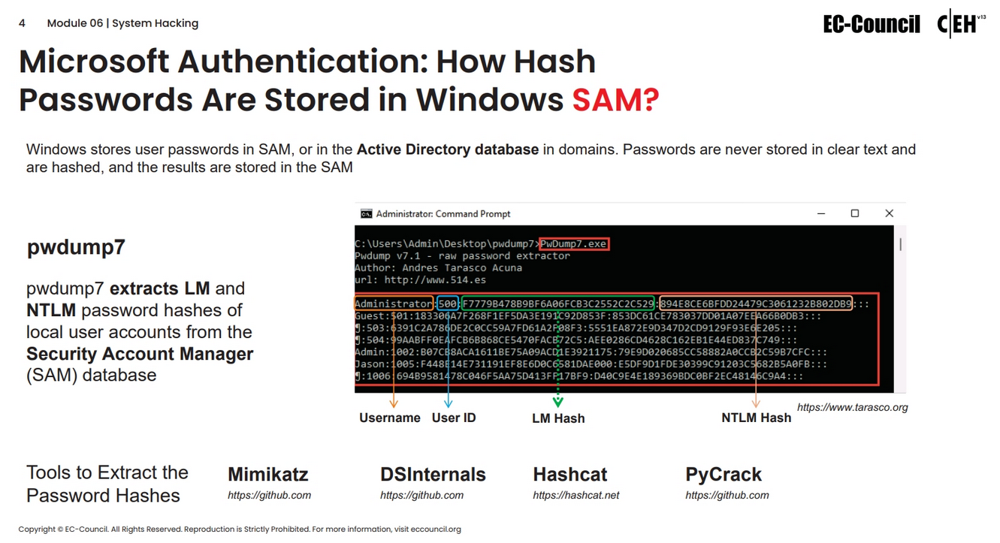 4 Module 06 | System Hacking
EC-Council C|EH v13
Microsoft Authentication: How Hash
Passwords Are Stored in Windows SAM?
Windows stores user passwords in SAM, or in the Active Directory database in domains. Passwords are never stored in clear text and
are hashed, and the results are stored in the SAM
pwdump7
pwdump7 extracts LM and
NTLM password hashes of
local user accounts from the
Security Account Manager
(SAM) database
Administrator: Command Prompt
C:\Users\Admin\Desktop\pwdump7>PwDump7.exe
Pwdump v7.1 - raw password extractor
Author: Andres Tarasco Acuna
url: http://www.514.es
Administrator:500:F7779B478B9BF6A06FCB3C2552C2C529:894E8CE6BFDD24479C3061232B802DB9:::
Guest:501:183306A7F268F1EF5DA3E191C92D853F:853DC61CE783037DD01A07EEA66B0DB3:::
¶:503:6391C2A786DE2C0CC59A7FD61A2F08F3:5551EA872E9D347D2CD9129F93E6E205:::
¶:504:99AABFF0EAFCB6B868CE5470FACB72C5:AEE0286CD4628C162EB1E44ED837C749:::
Admin:1002:B07CB8ACA1611BE75A09ACD1E3921175:79E9D020685CC58882A0CCB2C59B7CFC:::
Jason:1005:F448E14E731191EF8E6D0C6581DAE000:E5DF9D1FDE30399C91203C5682B5A0FB:::
¶:1006:694B9581478C046F5AA75D413FF17BF9:D40C9E4E189369BDC0BF2EC48146C9A4:::
Username User ID LM Hash NTLM Hash
https://www.tarasco.org
Tools to Extract the
Password Hashes
Mimikatz
https://github.com
DSInternals
https://github.com
Hashcat
https://hashcat.net
PyCrack
https://github.com
Copyright © EC-Council. All Rights Reserved. Reproduction is Strictly Prohibited. For more information, visit eccouncil.org